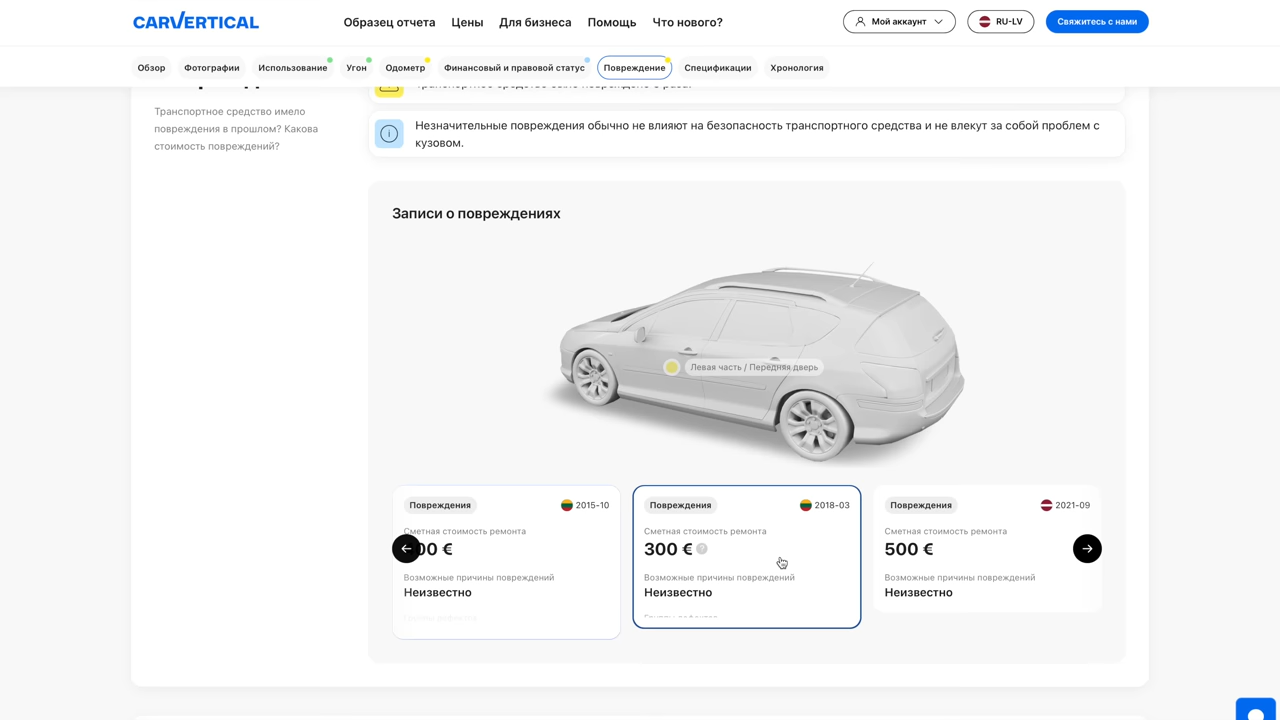 CARVERTICAL
Образец отчета
Цены
Для бизнеса
Помощь
Что нового?
Мой аккаунт
RU-LV
Свяжитесь с нами
Обзор
Фотографии
Использование
Угон
Одометр
Финансовый и правовой статус
Повреждение
Спецификации
Хронология
Транспортное средство имело
повреждения в прошлом? Какова
стоимость повреждений?
Незначительные повреждения обычно не влияют на безопасность транспортного средства и не влекут за собой проблем с
кузовом.
Записи о повреждениях
Левая часть / Передняя дверь
Повреждения
2015-10
Сметная стоимость ремонта
00 €
Возможные причины повреждений
Неизвестно
Повреждения
2018-03
Сметная стоимость ремонта
300 € ?
Возможные причины повреждений
Неизвестно
Повреждения
2021-09
Сметная стоимость ремонта
500 €
Возможные причины повреждений
Неизвестно